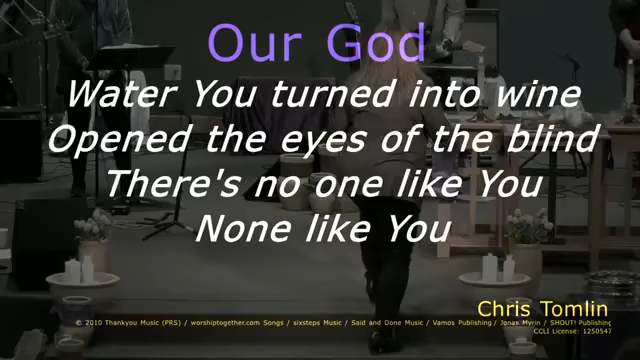 Our God
Water You turned into wine
Opened the eyes of the blind
There's no one like You
None like You
Chris Tomlin
© 2010 Thankyou Music (PRS) / worshiptogether.com Songs / sixsteps Music / Said and Done Music / Vamos Publishing / Jonas Myrin / SHOUT! Publishing
CCLI License: 1250547